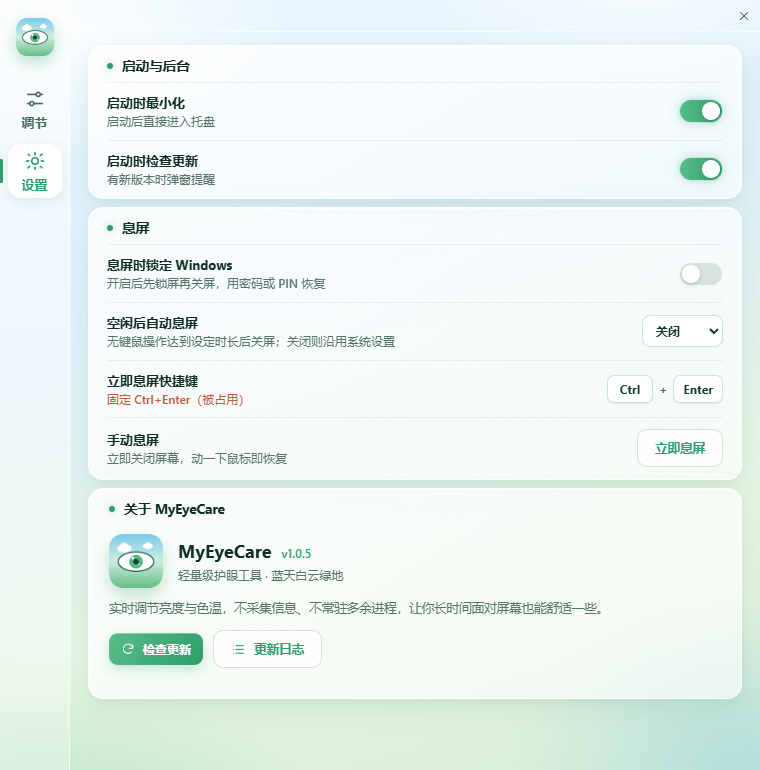 ×
调节
设置
启动与后台
启动时最小化
启动后直接进入托盘
启动时检查更新
有新版本时弹窗提醒
息屏
息屏时锁定 Windows
开启后先锁屏再关屏，用密码或 PIN 恢复
空闲后自动息屏
无键鼠操作达到设定时长后关屏；关闭则沿用系统设置
关闭
立即息屏快捷键
固定 Ctrl+Enter（被占用）
Ctrl + Enter
手动息屏
立即关闭屏幕，动一下鼠标即恢复
立即息屏
关于 MyEyeCare
MyEyeCare v1.0.5
轻量级护眼工具 · 蓝天白云绿地
实时调节亮度与色温，不采集信息、不常驻多余进程，让你长时间面对屏幕也能舒适一些。
检查更新
更新日志